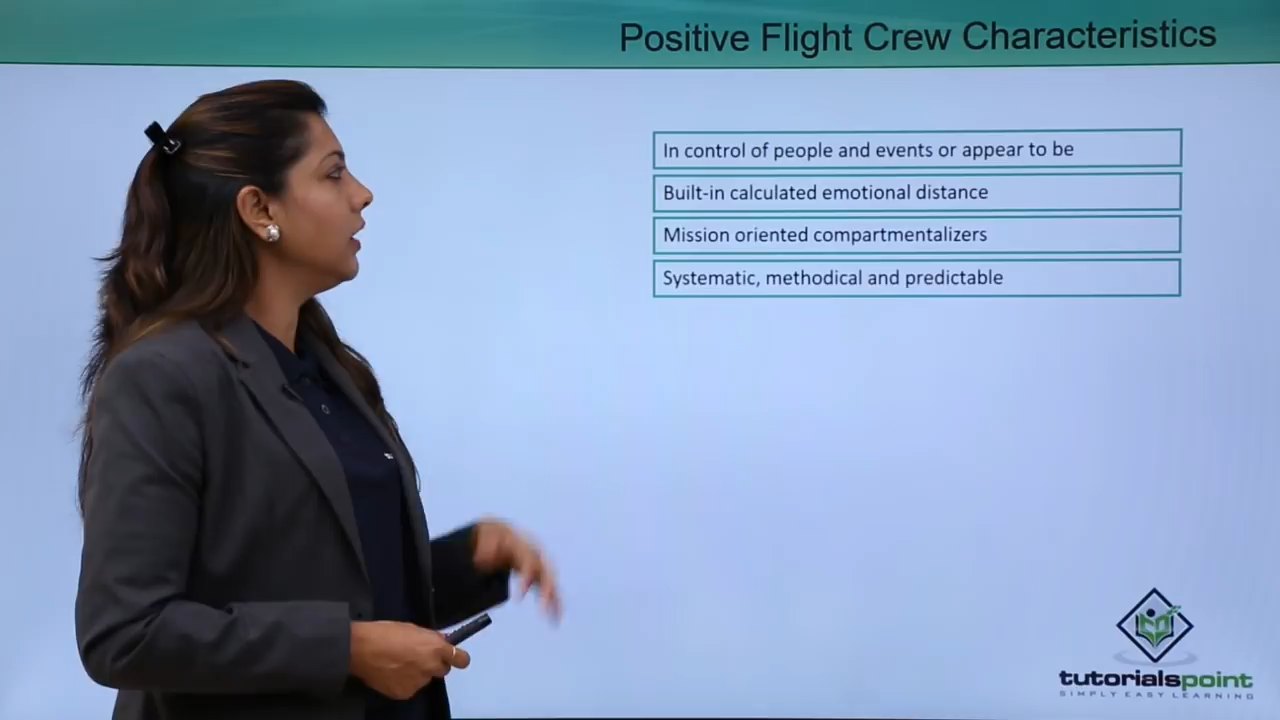 Positive Flight Crew Characteristics
In control of people and events or appear to be
Built-in calculated emotional distance
Mission oriented compartmentalizers
Systematic, methodical and predictable
tutorialspoint
SIMPLY EASY LEARNING